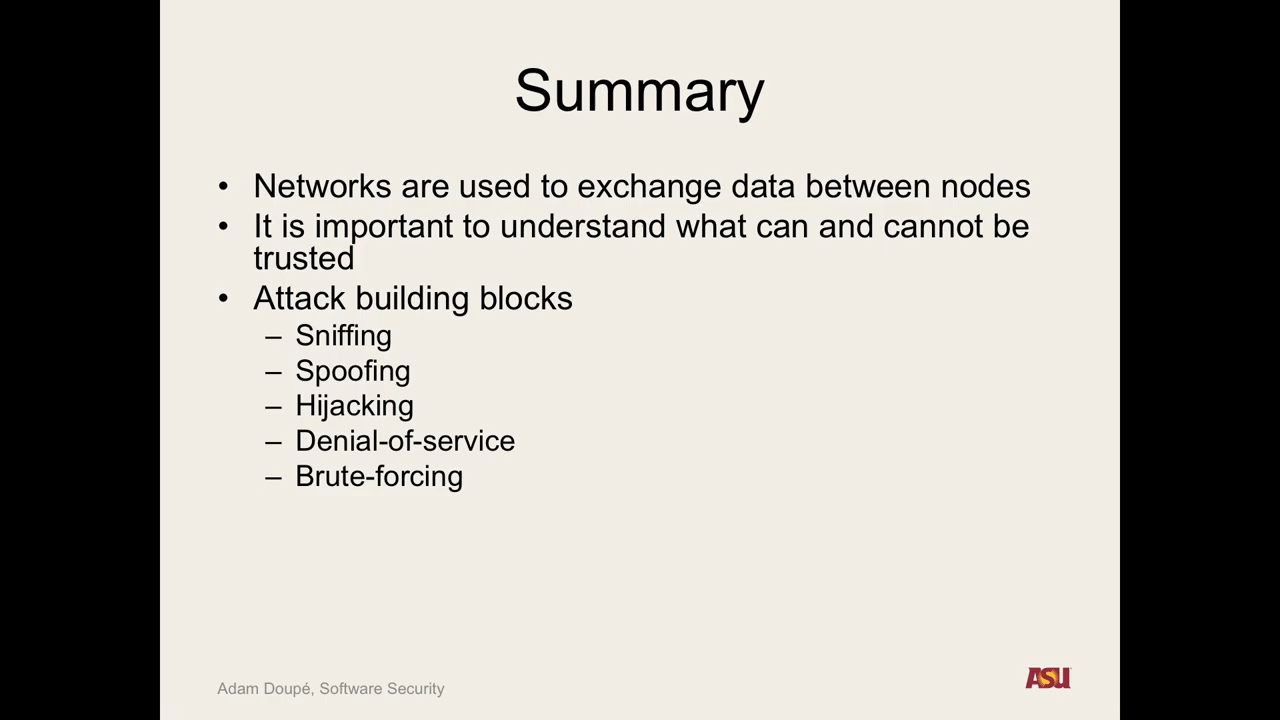 Summary
• Networks are used to exchange data between nodes
• It is important to understand what can and cannot be
trusted
• Attack building blocks
– Sniffing
– Spoofing
– Hijacking
– Denial-of-service
– Brute-forcing
Adam Doupé, Software Security
ASU